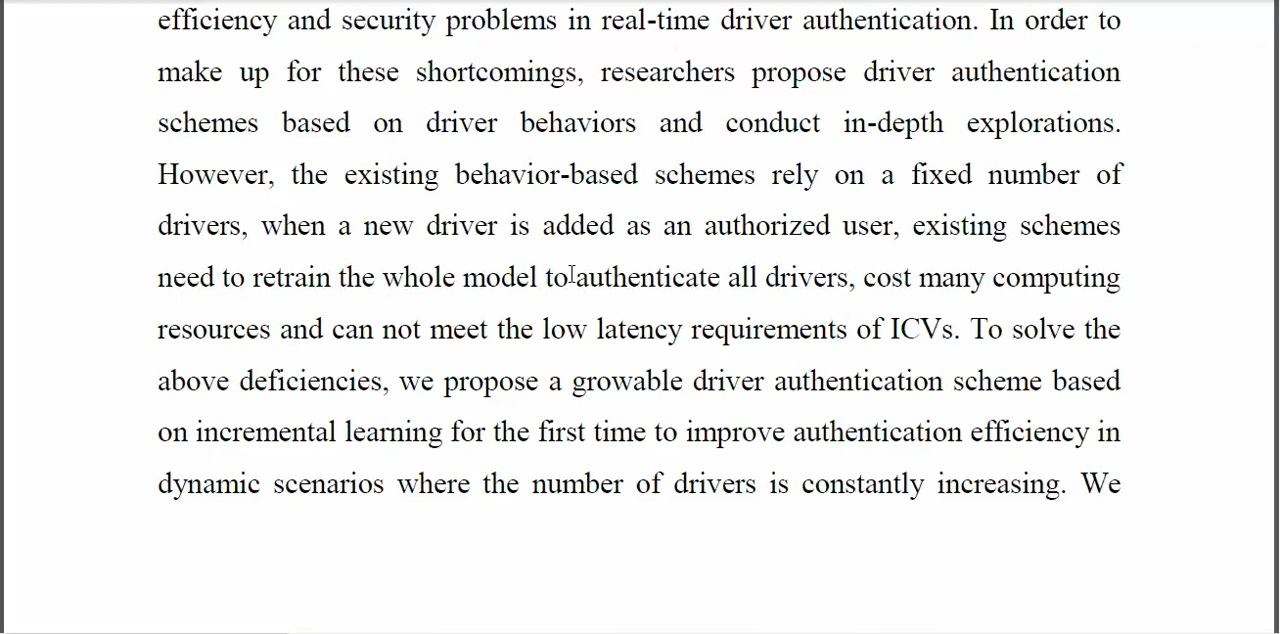 efficiency and security problems in real-time driver authentication. In order to
make up for these shortcomings, researchers propose driver authentication
schemes based on driver behaviors and conduct in-depth explorations.
However, the existing behavior-based schemes rely on a fixed number of
drivers, when a new driver is added as an authorized user, existing schemes
need to retrain the whole model to authenticate all drivers, cost many computing
resources and can not meet the low latency requirements of ICVs. To solve the
above deficiencies, we propose a growable driver authentication scheme based
on incremental learning for the first time to improve authentication efficiency in
dynamic scenarios where the number of drivers is constantly increasing. We